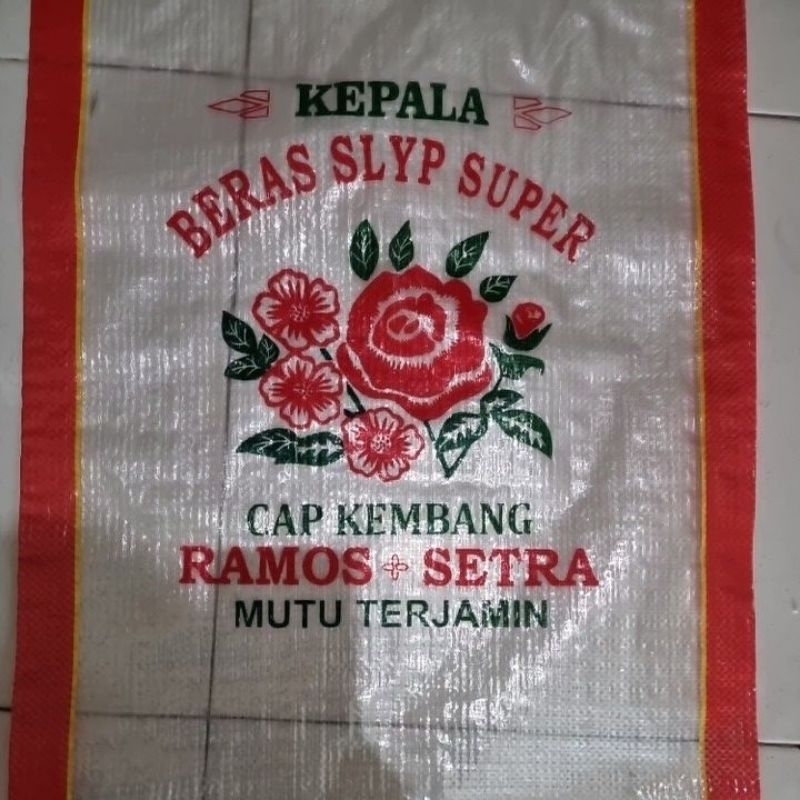 KEPALA
BERAS SLYP SUPER
CAP KEMBANG
RAMOS SETRA
MUTU TERJAMIN